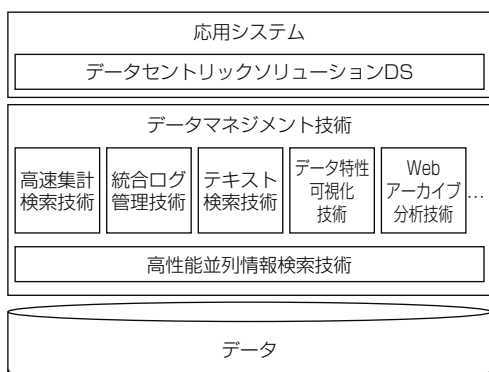 応用システム
データセントリックソリューションDS
データマネジメント技術
高速集計
検索技術
統合ログ
管理技術
テキスト
検索技術
データ特性
可視化
技術
Web
アーカイブ
分析技術
…
高性能並列情報検索技術
データ